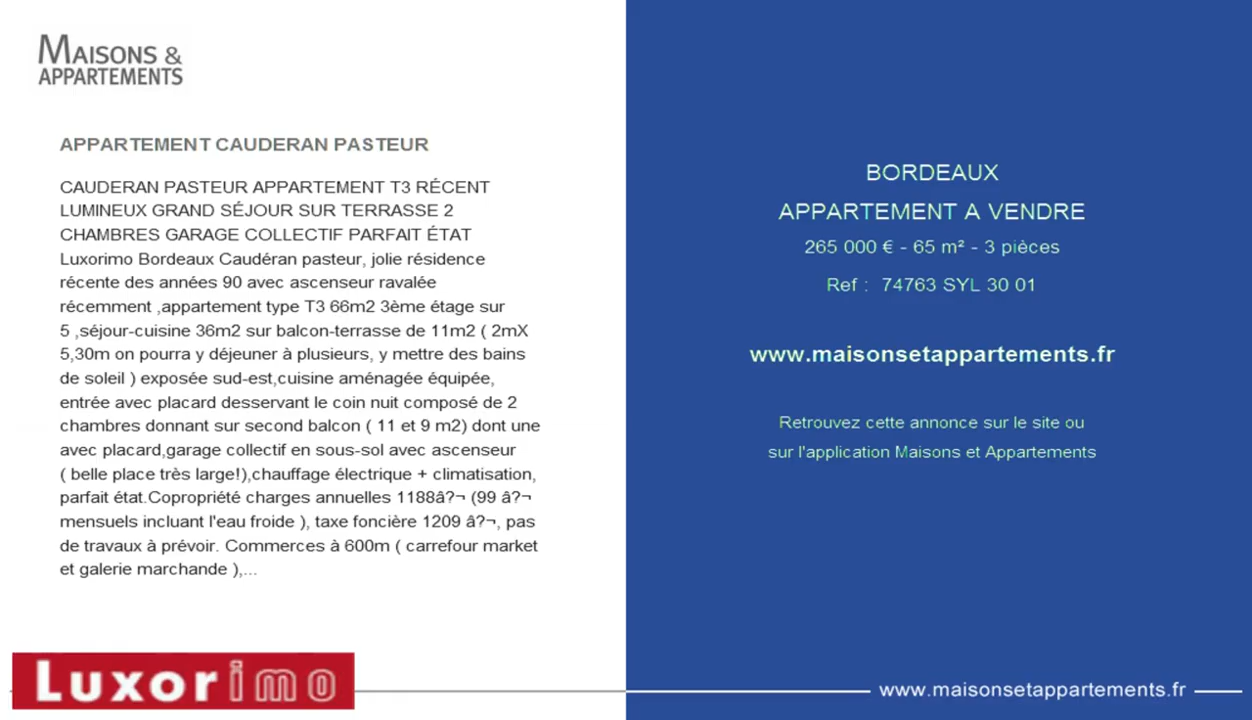 MAISONS &
APPARTEMENTS
APPARTEMENT CAUDERAN PASTEUR
CAUDERAN PASTEUR APPARTEMENT T3 RÉCENT
LUMINEUX GRAND SÉJOUR SUR TERRASSE 2
CHAMBRES GARAGE COLLECTIF PARFAIT ÉTAT
Luxorimo Bordeaux Caudéran pasteur, jolie résidence
récente des années 90 avec ascenseur ravalée
récemment ,appartement type T3 66m2 3ème étage sur
5 ,séjour-cuisine 36m2 sur balcon-terrasse de 11m2 ( 2mX
5,30m on pourra y déjeuner à plusieurs, y mettre des bains
de soleil ) exposée sud-est,cuisine aménagée équipée,
entrée avec placard desservant le coin nuit composé de 2
chambres donnant sur second balcon ( 11 et 9 m2) dont une
avec placard,garage collectif en sous-sol avec ascenseur
( belle place très large!),chauffage électrique + climatisation,
parfait état.Copropriété charges annuelles 1188â?¬ (99 â?¬
mensuels incluant l'eau froide ), taxe foncière 1209 â?¬, pas
de travaux à prévoir. Commerces à 600m ( carrefour market
et galerie marchande ),...
LUXORIMO
BORDEAUX
APPARTEMENT A VENDRE
265 000 € - 65 m² - 3 pièces
Ref : 74763 SYL 30 01
www.maisonsetappartements.fr
Retrouvez cette annonce sur le site ou
sur l'application Maisons et Appartements
www.maisonsetappartements.fr